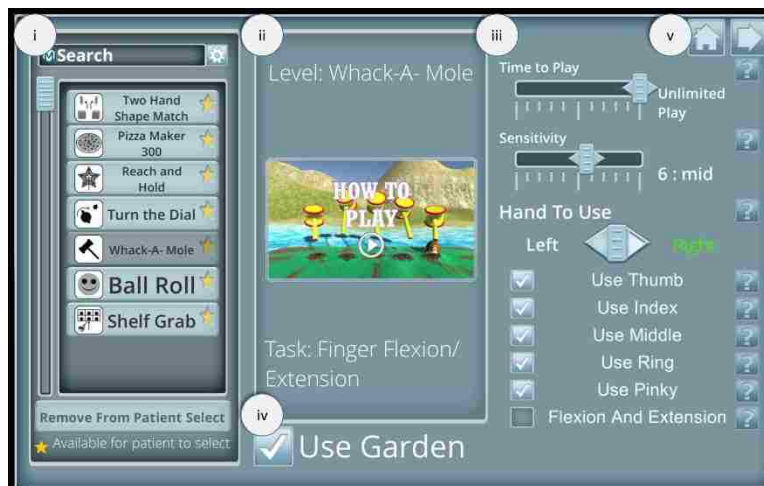 i
ii
iii
v
Search
Two Hand
Shape Match
Pizza Maker
300
Reach and
Hold
Turn the Dial
Whack-A- Mole
Ball Roll
Shelf Grab
Remove From Patient Select
Available for patient to select
Level: Whack-A- Mole
HOW TO
PLAY
Task: Finger Flexion/
Extension
iv
Use Garden
Time to Play
?
Unlimited
Play
Sensitivity
?
6 : mid
Hand To Use
?
Left
Right
Use Thumb
?
Use Index
?
Use Middle
?
Use Ring
?
Use Pinky
?
Flexion And Extension
?